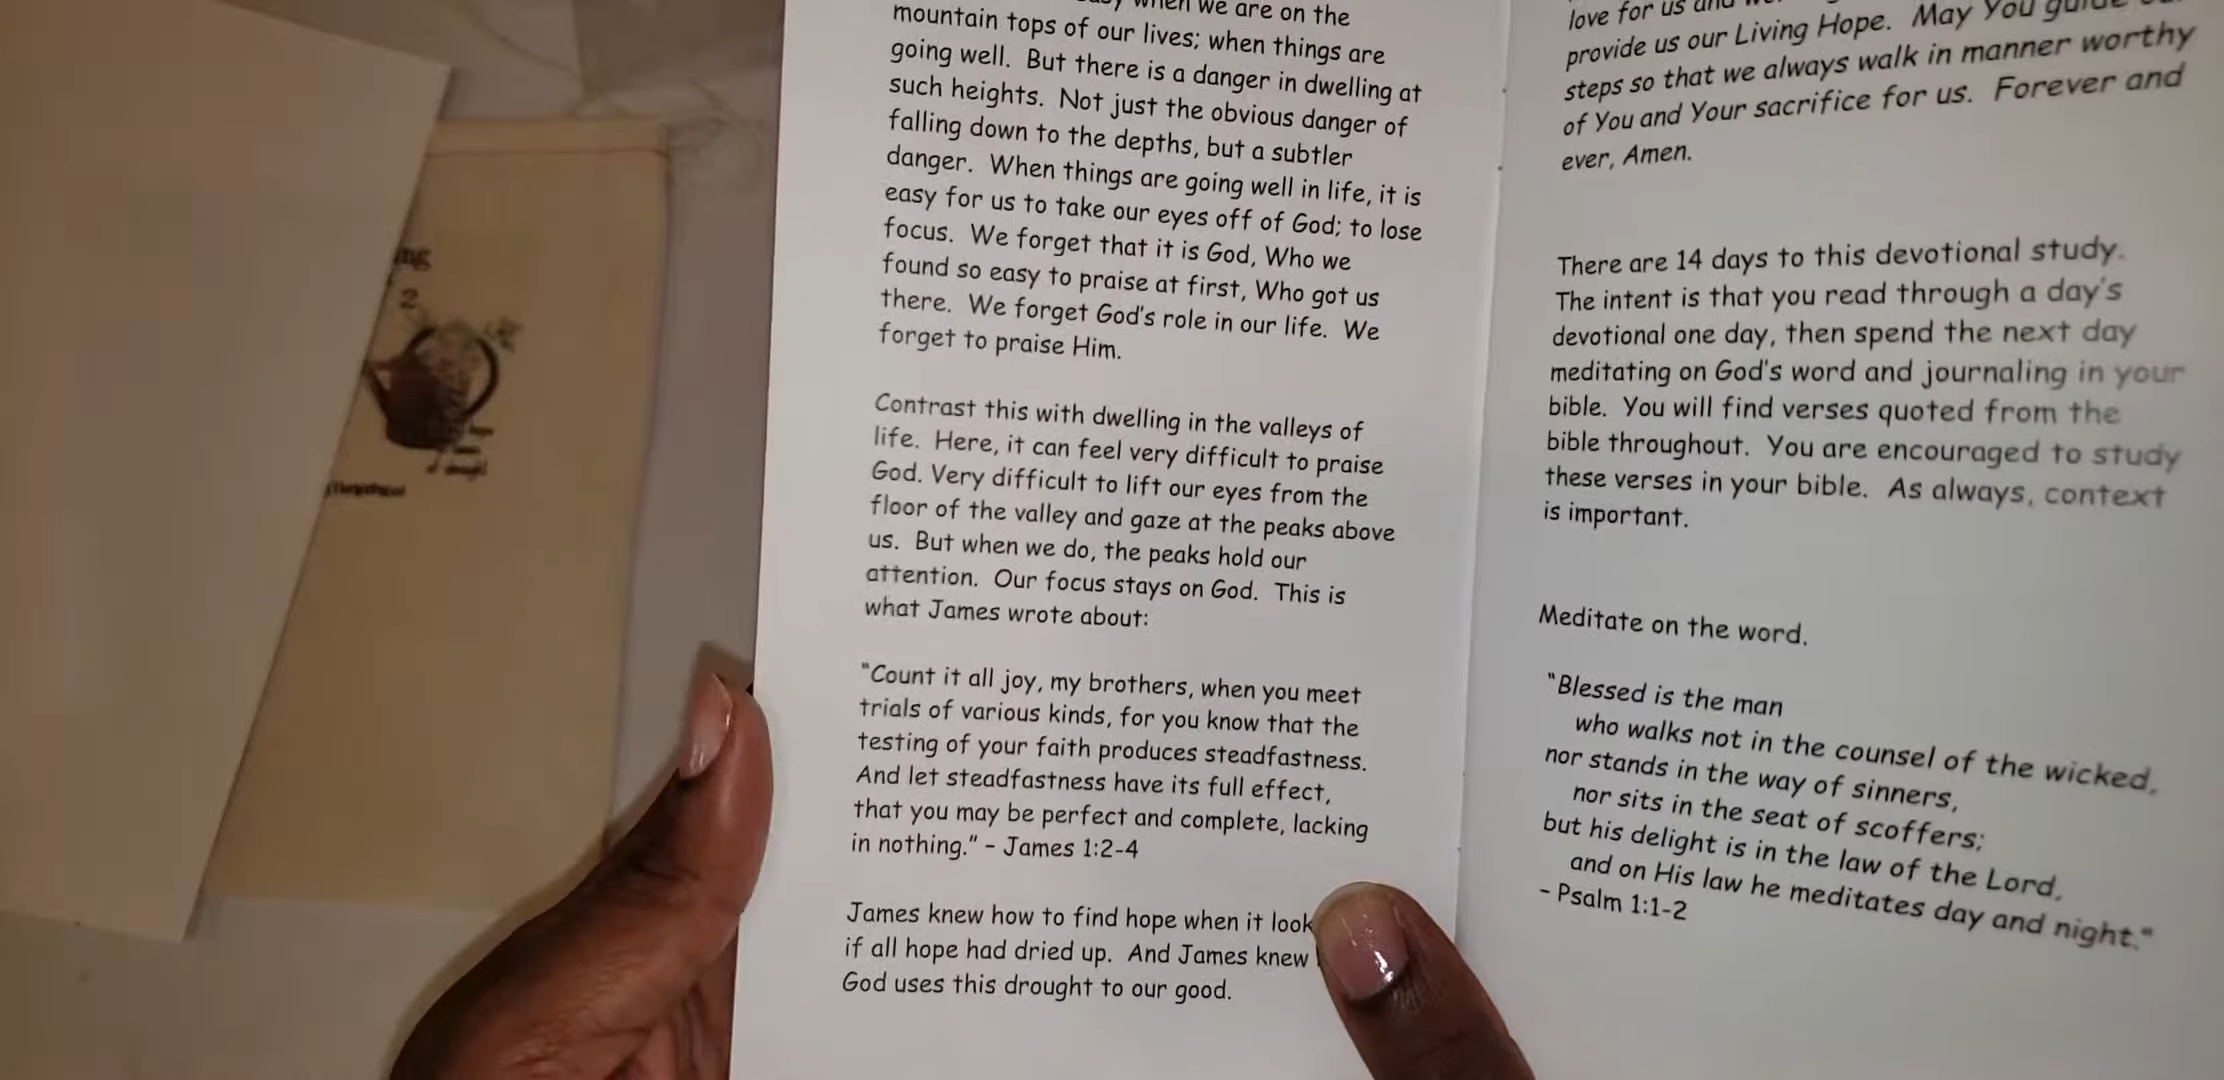 when we are on the
mountain tops of our lives; when things are
going well. But there is a danger in dwelling at
such heights. Not just the obvious danger of
falling down to the depths, but a subtler
danger. When things are going well in life, it is
easy for us to take our eyes off of God; to lose
focus. We forget that it is God, Who we
found so easy to praise at first, Who got us
there. We forget God's role in our life. We
forget to praise Him.
Contrast this with dwelling in the valleys of
life. Here, it can feel very difficult to praise
God. Very difficult to lift our eyes from the
floor of the valley and gaze at the peaks above
us. But when we do, the peaks hold our
attention. Our focus stays on God. This is
what James wrote about:
"Count it all joy, my brothers, when you meet
trials of various kinds, for you know that the
testing of your faith produces steadfastness.
And let steadfastness have its full effect,
that you may be perfect and complete, lacking
in nothing." - James 1:2-4
James knew how to find hope when it look
if all hope had dried up. And James knew
God uses this drought to our good.
love for us and
provide us our Living Hope. May You guide
steps so that we always walk in manner worthy
of You and Your sacrifice for us. Forever and
ever, Amen.
There are 14 days to this devotional study.
The intent is that you read through a day's
devotional one day, then spend the next day
meditating on God's word and journaling in your
bible. You will find verses quoted from the
bible throughout. You are encouraged to study
these verses in your bible. As always, context
is important.
Meditate on the word.
"Blessed is the man
who walks not in the counsel of the wicked,
nor stands in the way of sinners,
nor sits in the seat of scoffers;
but his delight is in the law of the Lord,
and on His law he meditates day and night."
- Psalm 1:1-2
2